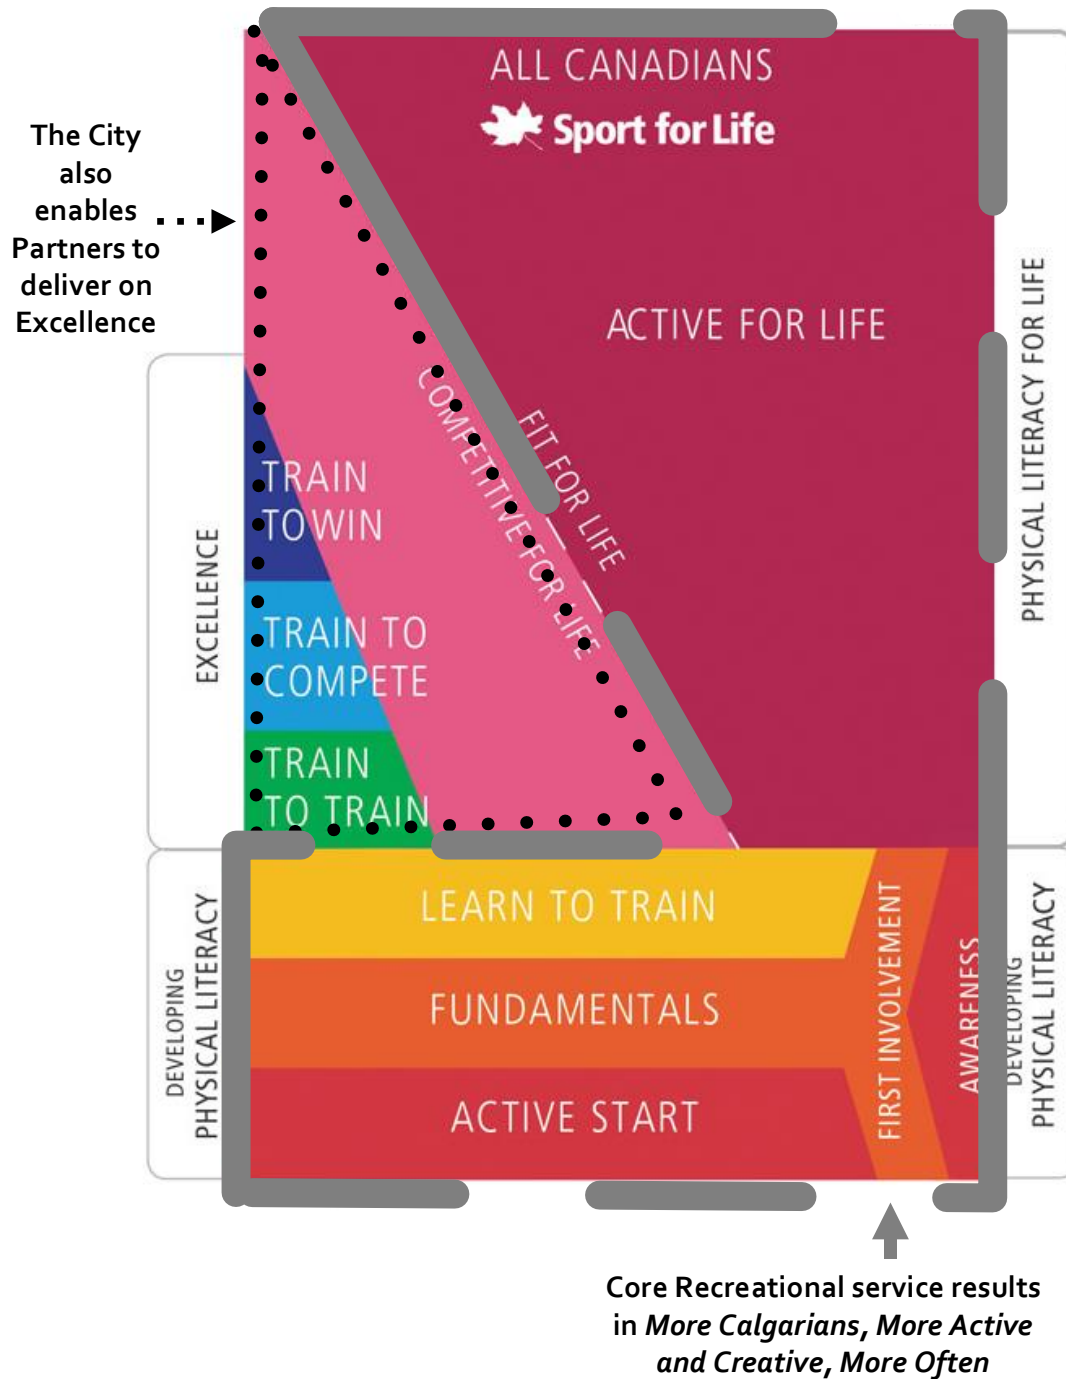 ALL CANADIANS
Sport for Life
The City
also
enables
Partners to
deliver on
Excellence
ACTIVE FOR LIFE
PHYSICAL LITERACY FOR LIFE
FIT FOR LIFE
COMPETITIVE FOR LIFE
EXCELLENCE
TRAIN
TO WIN
TRAIN TO
COMPETE
TRAIN
TO TRAIN
DEVELOPING
PHYSICAL LITERACY
LEARN TO TRAIN
FUNDAMENTALS
ACTIVE START
FIRST INVOLVEMENT
AWARENESS
DEVELOPING
PHYSICAL LITERACY
Core Recreational service results
in More Calgarians, More Active
and Creative, More Often